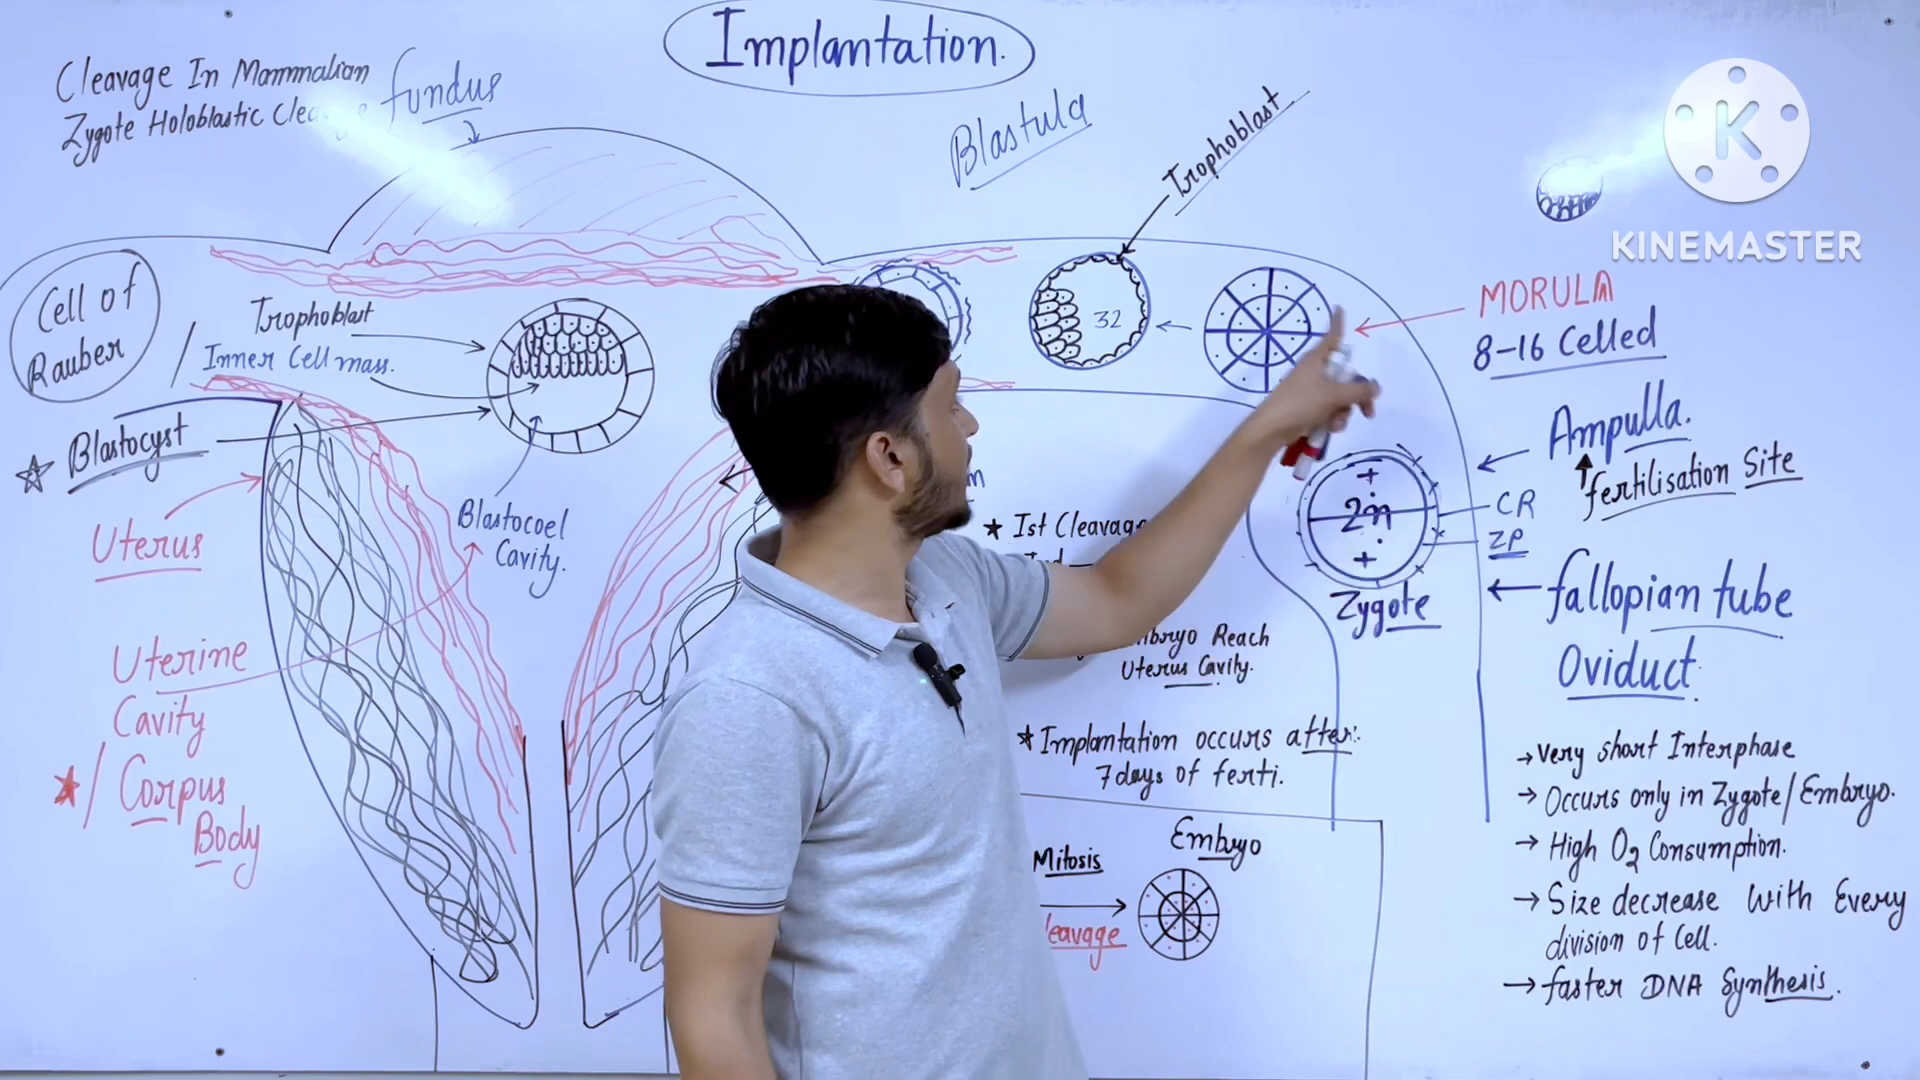 Implantation.
Cleavage In Mammalian
Zygote Holoblastic
fundus
Blastula
Trophoblast
KINEMASTER
Cell of
Rauber
Trophoblast
Inner Cell mass.
Blastocyst
Uterus
Blastocoel
Cavity.
Uterine
Cavity
Corpus
Body
32
MORULA
8-16 Celled
Ampulla.
fertilisation Site
2n
CR
ZP
Zygote
fallopian tube
Oviduct
Ist Cleavage
Reach
Uterus Cavity.
Implantation occurs after:
7 days of ferti.
Mitosis
Embryo
→ Very short Interphase
→ Occurs only in Zygote/Embryo.
→ High O2 Consumption.
→ Size decrease with Every
division of Cell.
→ faster DNA Synthesis.